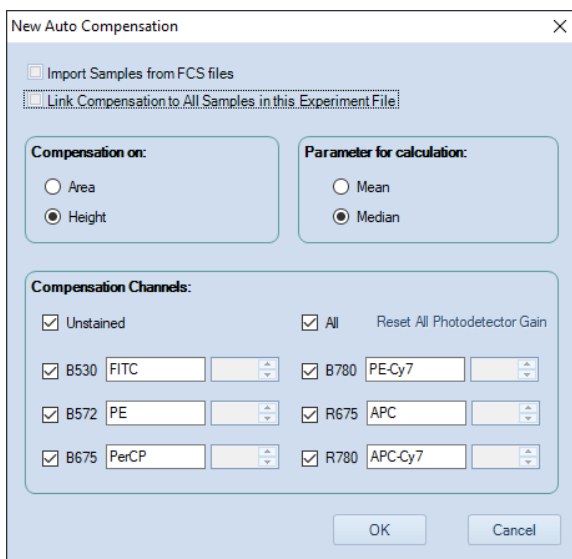 New Auto Compensation
Import Samples from FCS files
Link Compensation to All Samples in this Experiment File
Compensation on:
Area
Height
Parameter for calculation:
Mean
Median
Compensation Channels:
Unstained
All
Reset All Photodetector Gain
B530 FITC
B780 PE-Cy7
B572 PE
R675 APC
B675 PerCP
R780 APC-Cy7
OK
Cancel